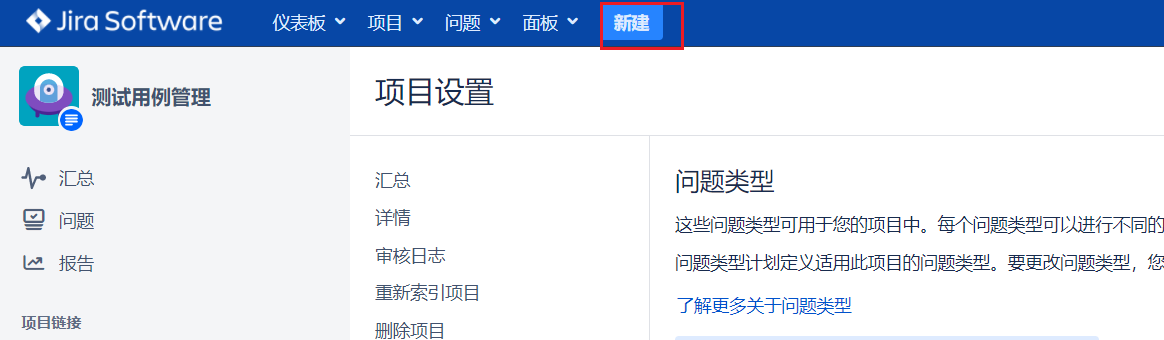 Jira Software 仪表板 项目 问题 面板 新建
测试用例管理
汇总
问题
报告
项目链接
项目设置
汇总
详情
审核日志
重新索引项目
删除项目
问题类型
这些问题类型可用于您的项目中。每个问题类型可以进行不同的
问题类型计划定义适用此项目的问题类型。要更改问题类型，您
了解更多关于问题类型